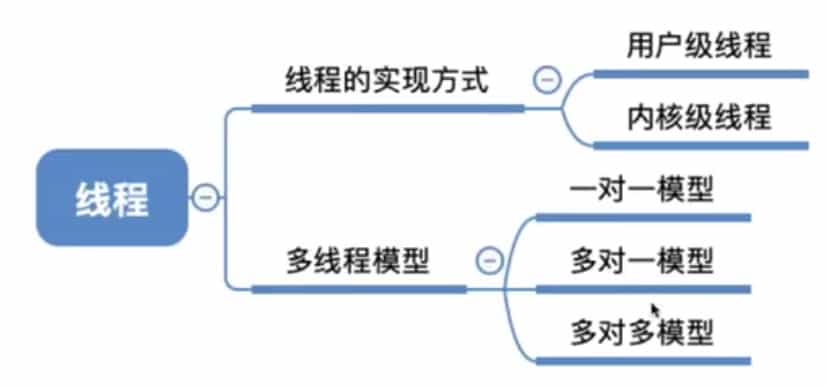 线程
线程的实现方式
用户级线程
内核级线程
多线程模型
一对一模型
多对一模型
多对多模型